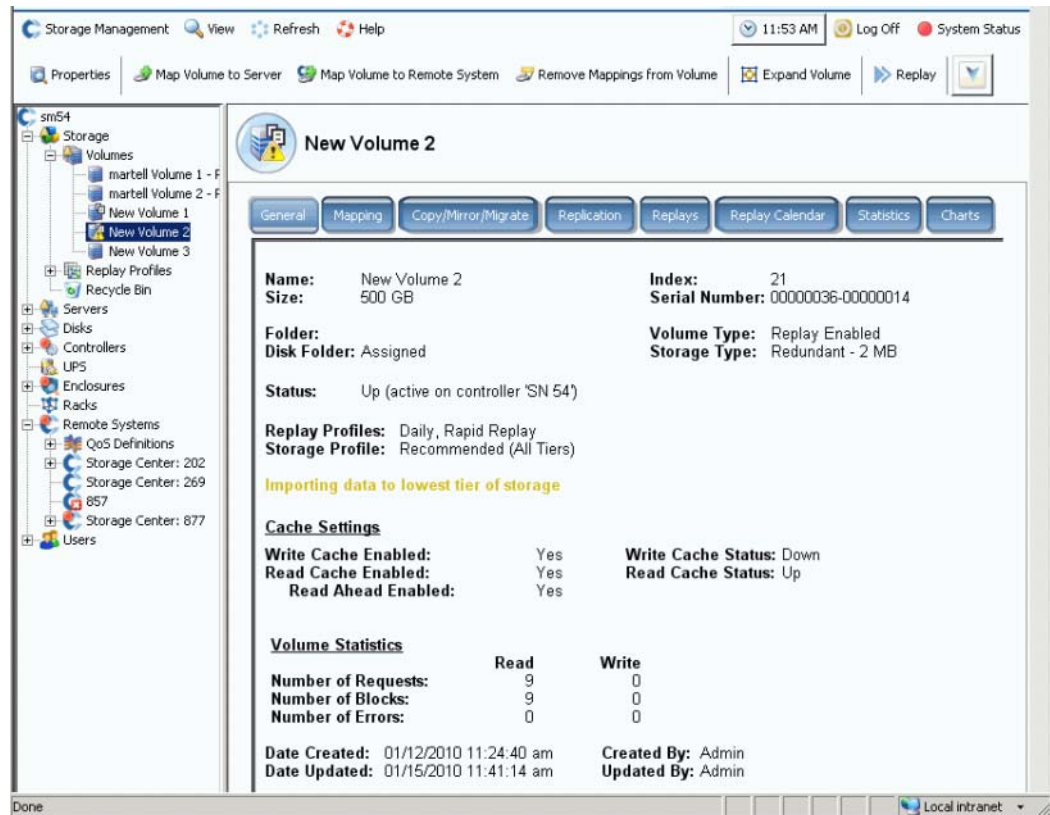 Storage Management View Refresh Help 11:53 AM Log Off System Status
Properties Map Volume to Server Map Volume to Remote System Remove Mappings from Volume Expand Volume Replay
sm54
Storage
Volumes
martell Volume 1 - F
martell Volume 2 - F
New Volume 1
New Volume 2
New Volume 3
Replay Profiles
Recycle Bin
Servers
Disks
Controllers
UPS
Enclosures
Racks
Remote Systems
QoS Definitions
Storage Center: 202
Storage Center: 269
857
Storage Center: 877
Users
New Volume 2
General Mapping Copy/Mirror/Migrate Replication Replays Replay Calendar Statistics Charts
Name: New Volume 2 Index: 21
Size: 500 GB Serial Number: 00000036-00000014
Folder: Volume Type: Replay Enabled
Disk Folder: Assigned Storage Type: Redundant - 2 MB
Status: Up (active on controller 'SN 54')
Replay Profiles: Daily, Rapid Replay
Storage Profile: Recommended (All Tiers)
Importing data to lowest tier of storage
Cache Settings
Write Cache Enabled: Yes Write Cache Status: Down
Read Cache Enabled: Yes Read Cache Status: Up
Read Ahead Enabled: Yes
Volume Statistics
Read Write
Number of Requests: 9 0
Number of Blocks: 9 0
Number of Errors: 0 0
Date Created: 01/12/2010 11:24:40 am Created By: Admin
Date Updated: 01/15/2010 11:41:14 am Updated By: Admin
Done Local intranet